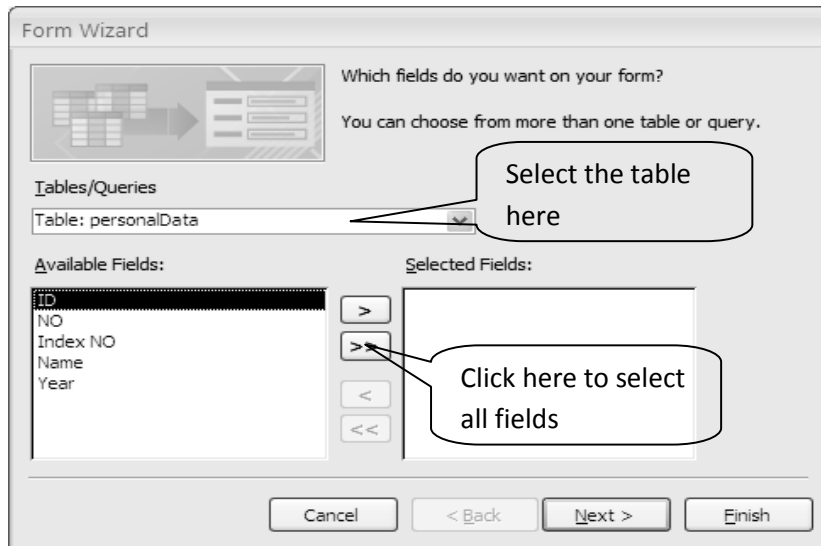 Form Wizard
Which fields do you want on your form?
You can choose from more than one table or query.
Select the table
here
Tables/Queries
Table: personalData
Available Fields:
Selected Fields:
ID
NO
Index NO
Name
Year
>
>>
<
<<
Click here to select
all fields
Cancel
< Back
Next >
Finish